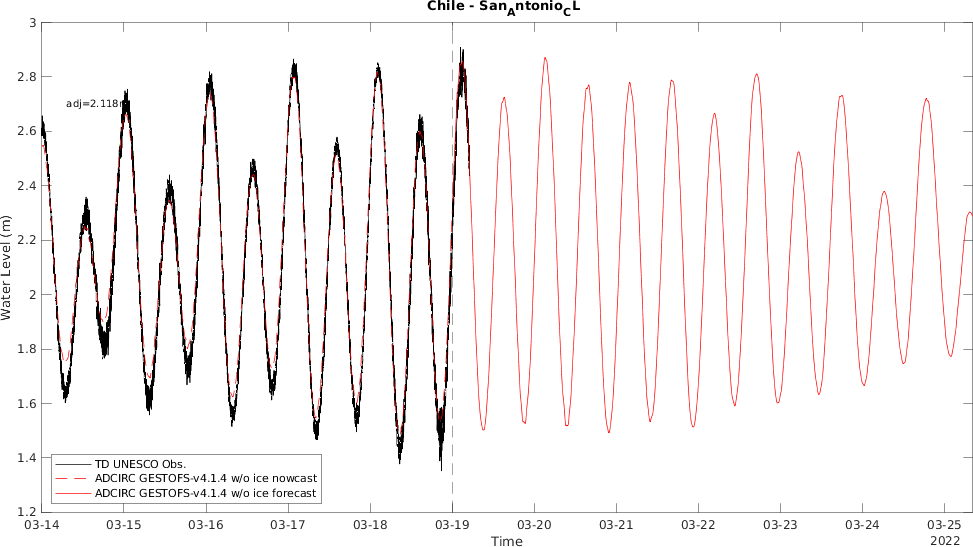 Chile - SanAntonioCL
3
2.8
adj=2.118m
2.6
2.4
2.2
2
1.8
1.6
1.4
1.2
Water Level (m)
TD UNESCO Obs.
ADCIRC GESTOFS-v4.1.4 w/o ice nowcast
ADCIRC GESTOFS-v4.1.4 w/o ice forecast
03-14 03-15 03-16 03-17 03-18 03-19 03-20 03-21 03-22 03-23 03-24 03-25
Time
2022